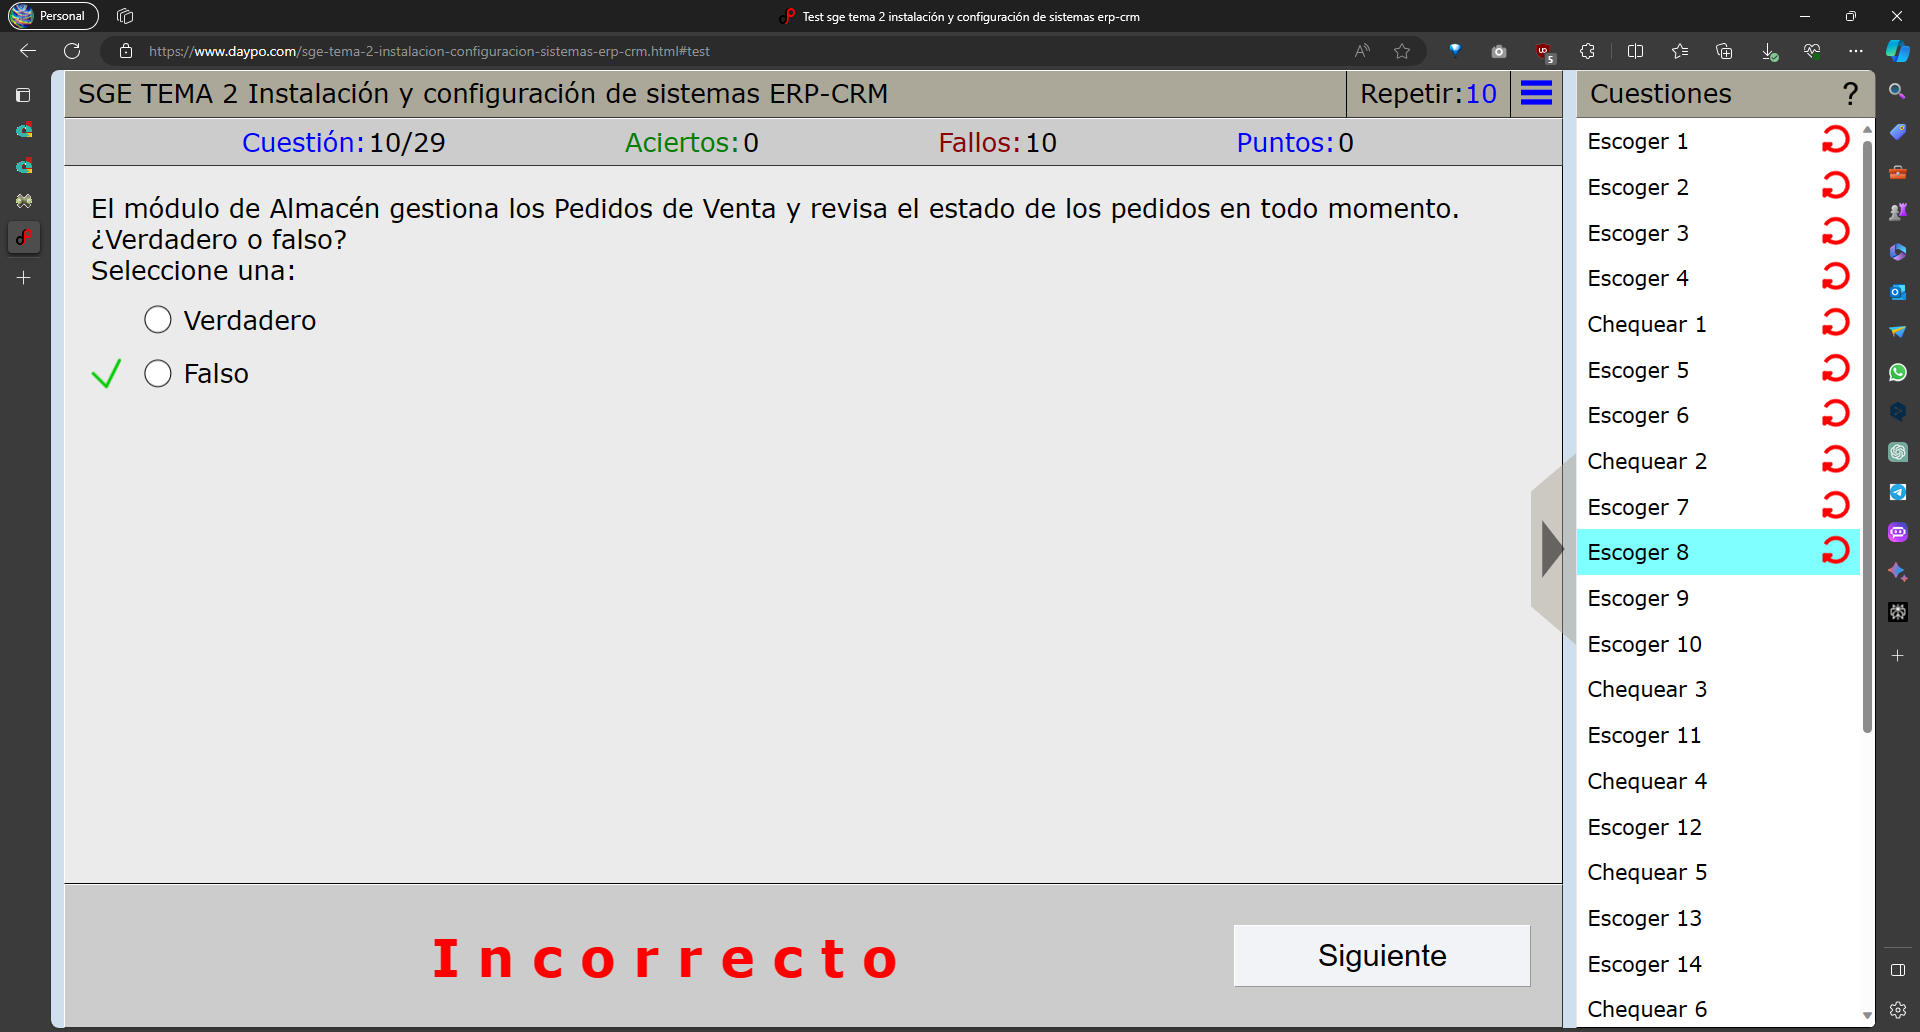 Personal
Test sge tema 2 instalación y configuración de sistemas erp-crm
https://www.daypo.com/sge-tema-2-instalacion-configuracion-sistemas-erp-crm.html#test
5
SGE TEMA 2 Instalación y configuración de sistemas ERP-CRM
Repetir:10
Cuestión:10/29
Aciertos:0
Fallos:10
Puntos:0
El módulo de Almacén gestiona los Pedidos de Venta y revisa el estado de los pedidos en todo momento.
¿Verdadero o falso?
Seleccione una:
Verdadero
Falso
Incorrecto
Siguiente
Cuestiones ?
Escoger 1
Escoger 2
Escoger 3
Escoger 4
Chequear 1
Escoger 5
Escoger 6
Chequear 2
Escoger 7
Escoger 8
Escoger 9
Escoger 10
Chequear 3
Escoger 11
Chequear 4
Escoger 12
Chequear 5
Escoger 13
Escoger 14
Chequear 6